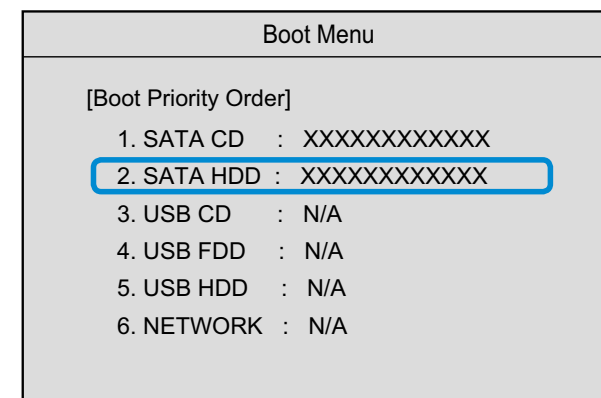 Boot Menu
[Boot Priority Order]
1. SATA CD : XXXXXXXXXXXX
2. SATA HDD : XXXXXXXXXXXX
3. USB CD : N/A
4. USB FDD : N/A
5. USB HDD : N/A
6. NETWORK : N/A